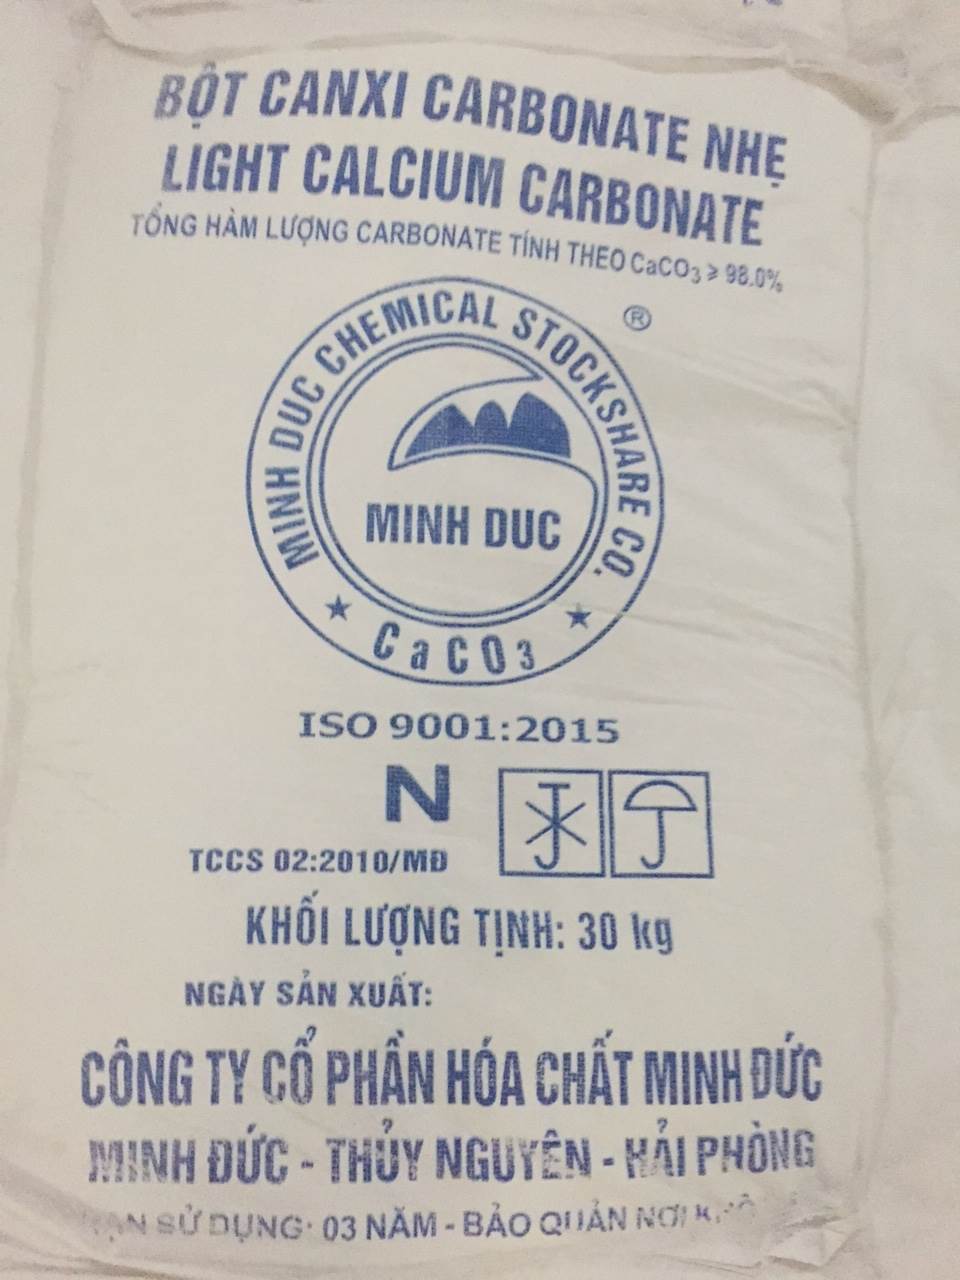 BỘT CANXI CARBONATE NHẸ
LIGHT CALCIUM CARBONATE
TỔNG HÀM LƯỢNG CARBONATE TÍNH THEO CaCO₃ ≥ 98.0%
®
MINH DUC CHEMICAL STOCKSHARE CO.
MINH DUC
★ CaCO₃ ★
ISO 9001:2015
N
TCCS 02:2010/MĐ
KHỐI LƯỢNG TỊNH: 30 kg
NGÀY SẢN XUẤT:
CÔNG TY CỔ PHẦN HÓA CHẤT MINH ĐỨC
MINH ĐỨC - THỦY NGUYÊN - HẢI PHÒNG
HẠN SỬ DỤNG: 03 NĂM - BẢO QUẢN NƠI